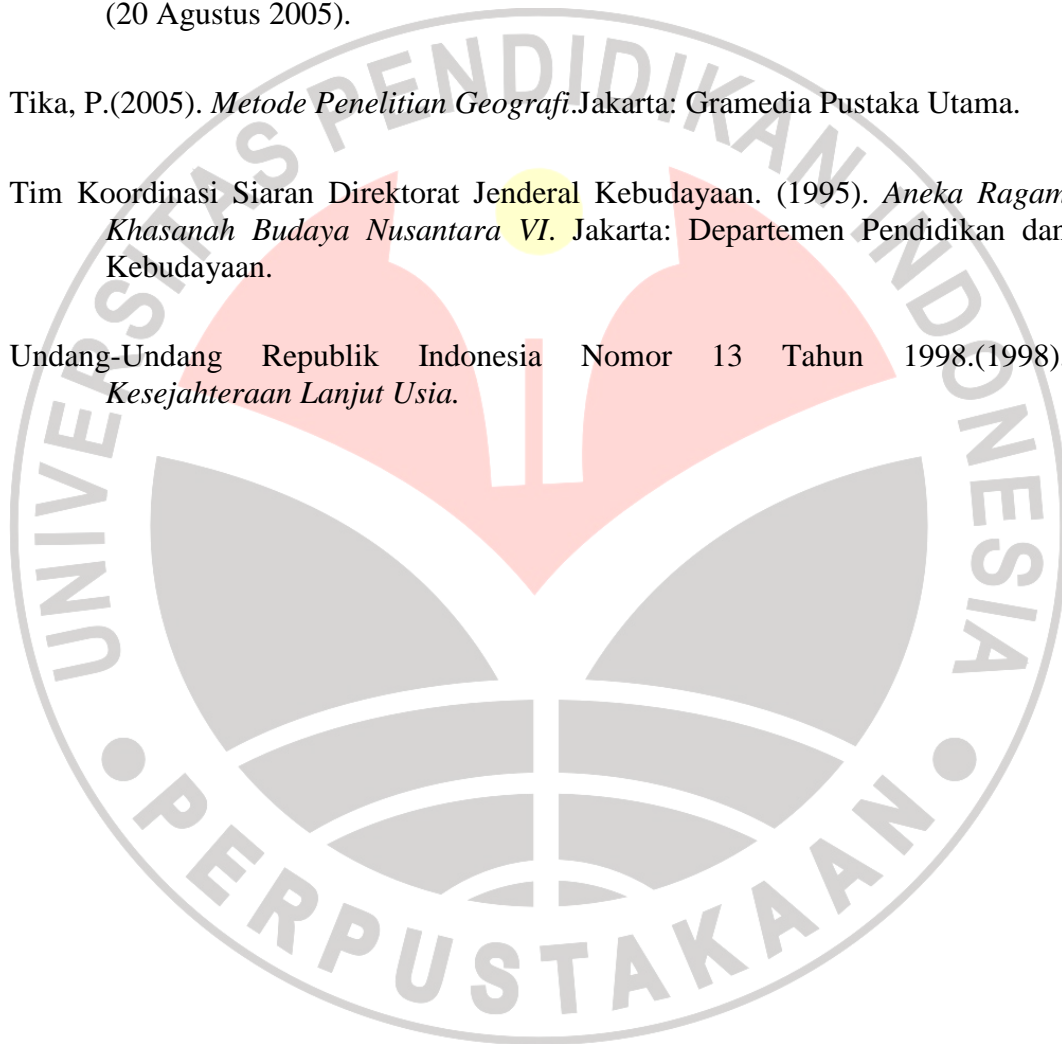 (20 Agustus 2005).
Tika, P.(2005). Metode Penelitian Geografi.Jakarta: Gramedia Pustaka Utama.
Tim Koordinasi Siaran Direktorat Jenderal Kebudayaan. (1995). Aneka Ragam
Khasanah Budaya Nusantara VI. Jakarta: Departemen Pendidikan dan
Kebudayaan.
Undang-Undang Republik Indonesia Nomor 13 Tahun 1998.(1998).
Kesejahteraan Lanjut Usia.
UNIVERSITAS PENDIDIKAN INDONESIA
PERPUSTAKAAN